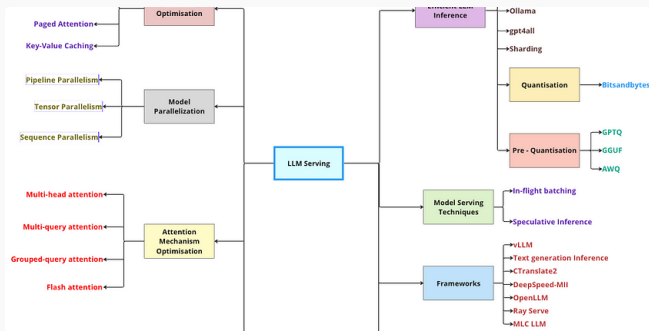 Optimisation
Paged Attention
Key-Value Caching
Pipeline Parallelism
Tensor Parallelism
Sequence Parallelism
Model
Parallelization
Multi-head attention
Multi-query attention
Grouped-query attention
Flash attention
Attention
Mechanism
Optimisation
LLM Serving
Efficient LLM
Inference
Ollama
gpt4all
Sharding
Quantisation
Bitsandbytes
Pre - Quantisation
GPTQ
GGUF
AWQ
Model Serving
Techniques
In-flight batching
Speculative Inference
Frameworks
vLLM
Text generation Inference
CTranslate2
DeepSpeed-MII
OpenLLM
Ray Serve
MLC LLM